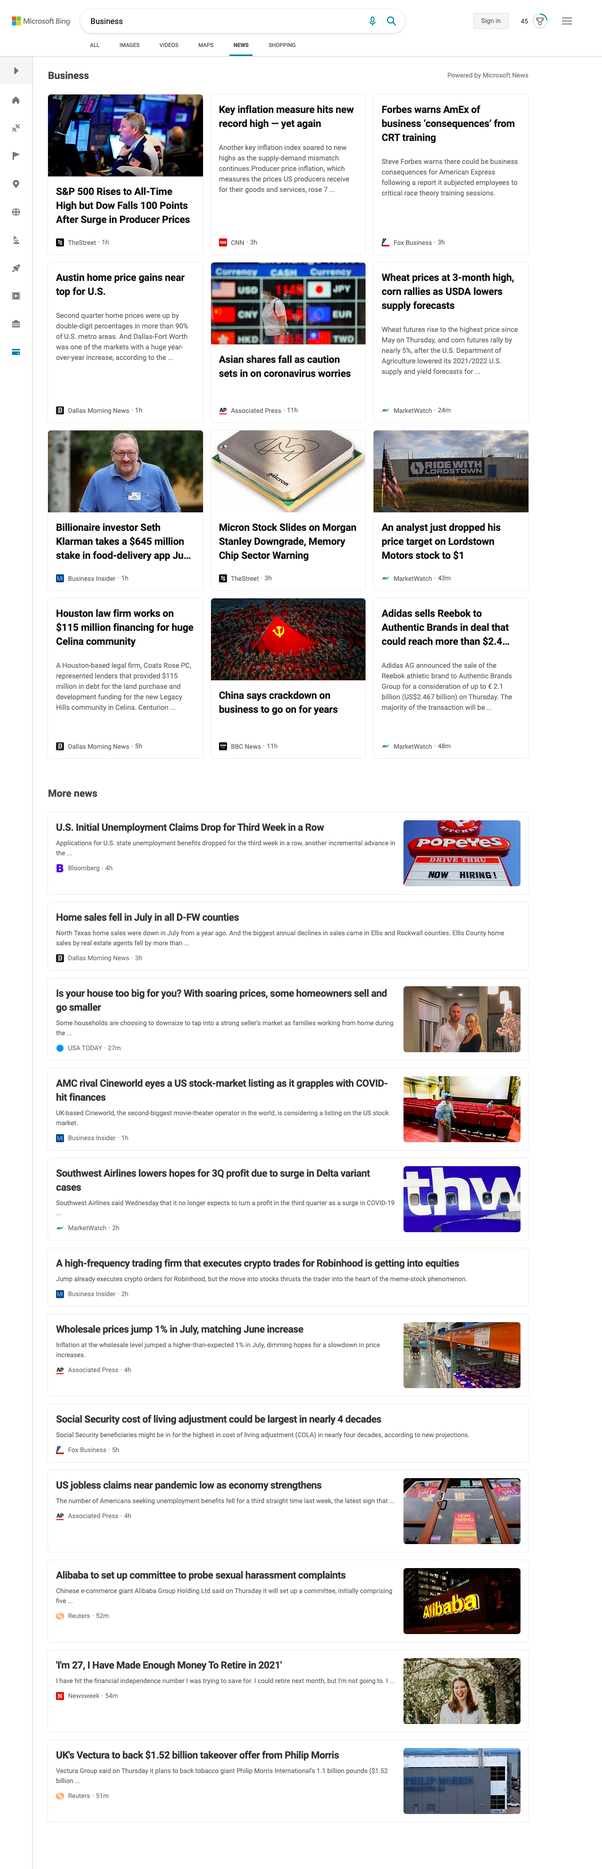 Microsoft Bing
Business
Sign in
45
ALL
IMAGES
VIDEOS
MAPS
NEWS
SHOPPING
Business
Powered by Microsoft News
S&P 500 Rises to All-Time
High but Dow Falls 100 Points
After Surge in Producer Prices
TheStreet · 1h
Key inflation measure hits new
record high — yet again
Another key inflation index soared to new
highs as the supply-demand mismatch
continues.Producer price inflation, which
measures the prices US producers receive
for their goods and services, rose 7 ...
CNN · 3h
Forbes warns AmEx of
business 'consequences' from
CRT training
Steve Forbes warns there could be business
consequences for American Express
following a report it subjected employees to
critical race theory training sessions.
Fox Business · 3h
Austin home price gains near
top for U.S.
Second quarter home prices were up by
double-digit percentages in more than 90%
of U.S. metro areas. And Dallas-Fort Worth
was one of the markets with a huge year-
over-year increase, according to the ...
Dallas Morning News · 1h
Currency CASH Currency
USD
JPY
CNY
EUR
HKD
Asian shares fall as caution
sets in on coronavirus worries
AP Associated Press · 11h
Wheat prices at 3-month high,
corn rallies as USDA lowers
supply forecasts
Wheat futures rise to the highest price since
May on Thursday, and corn futures rally by
nearly 5%, after the U.S. Department of
Agriculture lowered its 2021/2022 U.S.
supply and yield forecasts for ...
MarketWatch · 24m
Billionaire investor Seth
Klarman takes a $645 million
stake in food-delivery app Ju...
Business Insider · 1h
Micron
Micron Stock Slides on Morgan
Stanley Downgrade, Memory
Chip Sector Warning
TheStreet · 3h
RIDE WITH
LORDSTOWN
An analyst just dropped his
price target on Lordstown
Motors stock to $1
MarketWatch · 43m
Houston law firm works on
$115 million financing for huge
Celina community
A Houston-based legal firm, Coats Rose PC,
represented lenders that provided $115
million in debt for the land purchase and
development funding for the new Legacy
Hills community in Celina. Centurion ...
Dallas Morning News · 5h
China says crackdown on
business to go on for years
BBC News · 11h
Adidas sells Reebok to
Authentic Brands in deal that
could reach more than $2.4...
Adidas AG announced the sale of the
Reebok athletic brand to Authentic Brands
Group for a consideration of up to € 2.1
billion (US$2.467 billion) on Thursday. The
majority of the transaction will be ...
MarketWatch · 48m
More news
U.S. Initial Unemployment Claims Drop for Third Week in a Row
Applications for U.S. state unemployment benefits dropped for the third week in a row, another incremental advance in
the ...
B Bloomberg · 4h
KITCHEN
POPEYES
DRIVE THRU
NOW HIRING!
Home sales fell in July in all D-FW counties
North Texas home sales were down in July from a year ago. And the biggest annual declines in sales came in Ellis and Rockwall counties. Ellis County home
sales by real estate agents fell by more than ...
Dallas Morning News · 3h
Is your house too big for you? With soaring prices, some homeowners sell and
go smaller
Some households are choosing to downsize to tap into a strong seller's market as families working from home during
the ...
USA TODAY · 27m
AMC rival Cineworld eyes a US stock-market listing as it grapples with COVID-
hit finances
UK-based Cineworld, the second-biggest movie-theater operator in the world, is considering a listing on the US stock
market.
Business Insider · 1h
Southwest Airlines lowers hopes for 3Q profit due to surge in Delta variant
cases
Southwest Airlines said Wednesday that it no longer expects to turn a profit in the third quarter as a surge in COVID-19
...
MarketWatch · 2h
thw
A high-frequency trading firm that executes crypto trades for Robinhood is getting into equities
Jump already executes crypto orders for Robinhood, but the move into stocks thrusts the trader into the heart of the meme-stock phenomenon.
Business Insider · 2h
Wholesale prices jump 1% in July, matching June increase
Inflation at the wholesale level jumped a higher-than-expected 1% in July, dimming hopes for a slowdown in price
increases.
AP Associated Press · 4h
Social Security cost of living adjustment could be largest in nearly 4 decades
Social Security beneficiaries might be in for the highest in cost of living adjustment (COLA) in nearly four decades, according to new projections.
Fox Business · 5h
US jobless claims near pandemic low as economy strengthens
The number of Americans seeking unemployment benefits fell for a third straight time last week, the latest sign that ...
AP Associated Press · 4h
NOW
HIRING
Alibaba to set up committee to probe sexual harassment complaints
Chinese e-commerce giant Alibaba Group Holding Ltd said on Thursday it will set up a committee, initially comprising
five ...
Reuters · 52m
Alibaba
'I'm 27, I Have Made Enough Money To Retire in 2021'
I have hit the financial independence number I was trying to save for. I could retire next month, but I'm not going to. I ...
N Newsweek · 54m
UK's Vectura to back $1.52 billion takeover offer from Philip Morris
Vectura Group said on Thursday it plans to back tobacco giant Philip Morris International's 1.1 billion pounds ($1.52
billion ...
Reuters · 51m
PHILIP MORRIS